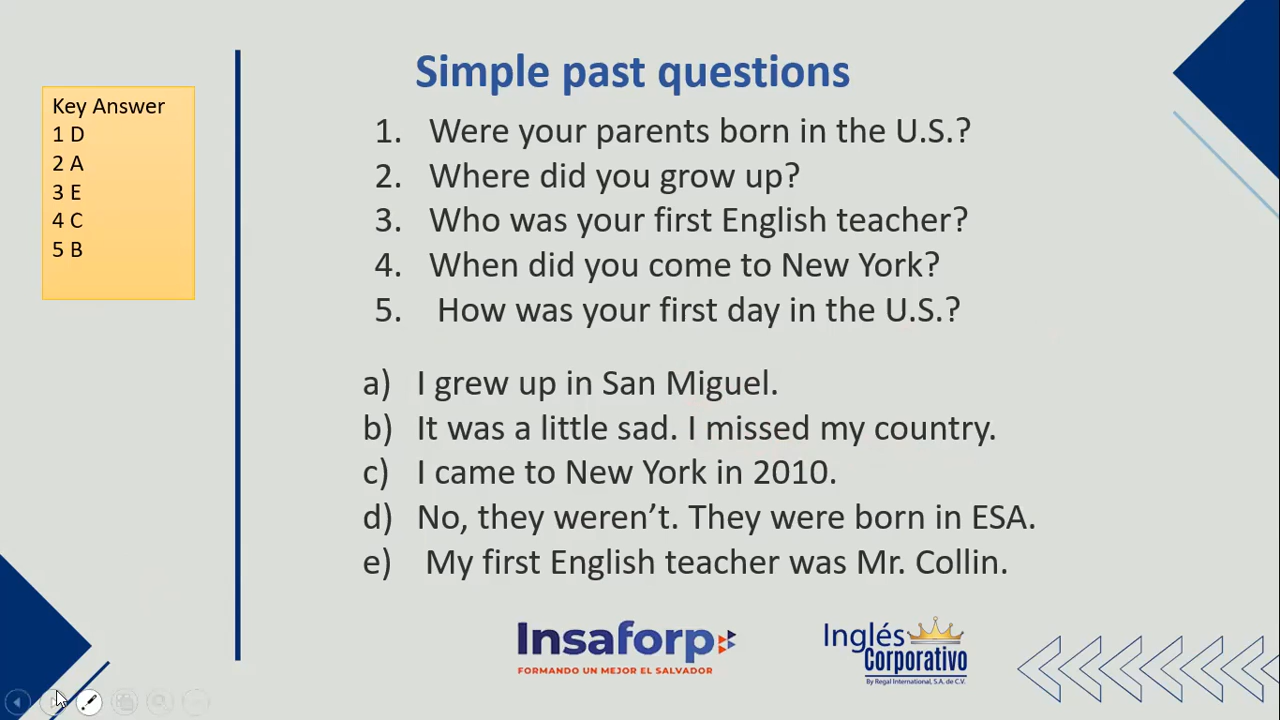 Simple past questions
Key Answer
1 D
2 A
3 E
4 C
5 B
1. Were your parents born in the U.S.?
2. Where did you grow up?
3. Who was your first English teacher?
4. When did you come to New York?
5. How was your first day in the U.S.?
a) I grew up in San Miguel.
b) It was a little sad. I missed my country.
c) I came to New York in 2010.
d) No, they weren’t. They were born in ESA.
e) My first English teacher was Mr. Collin.
Insaforp
FORMANDO UN MEJOR EL SALVADOR
Inglés
Corporativo
By Regal International, S.A. de C.V.